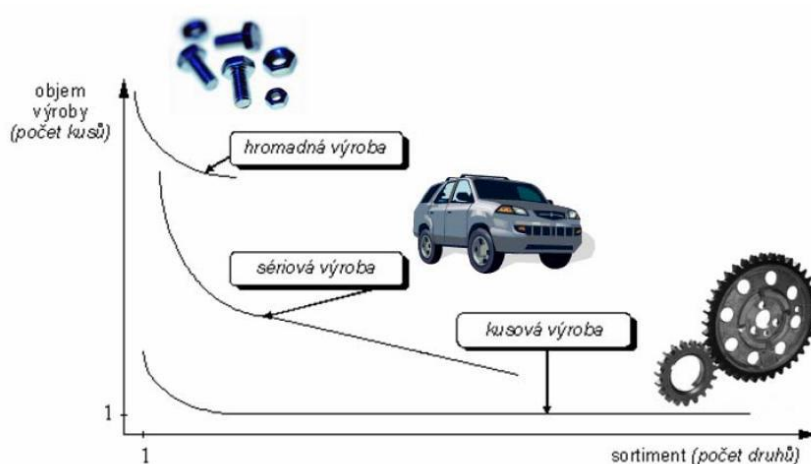 objem
výroby
(počet kusů)
hromadná výroba
sériová výroba
kusová výroba
1
1
sortiment (počet druhů)